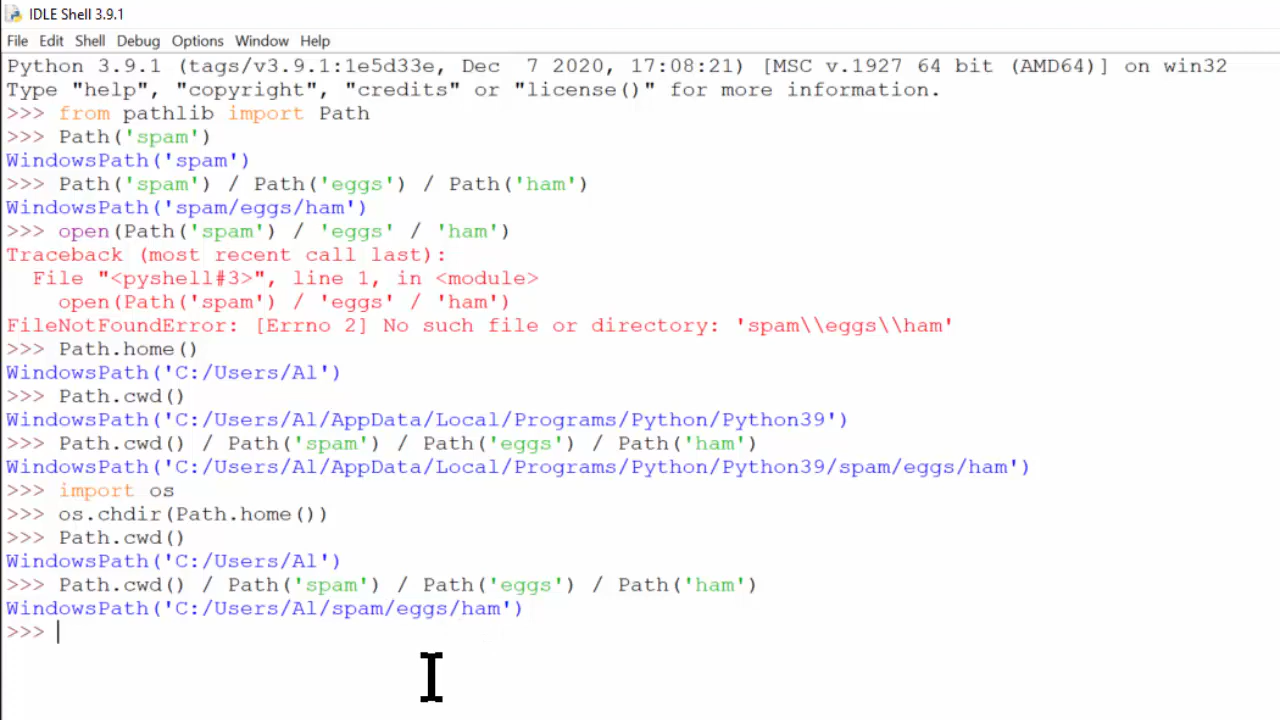 IDLE Shell 3.9.1
File Edit Shell Debug Options Window Help
Python 3.9.1 (tags/v3.9.1:1e5d33e, Dec  7 2020, 17:08:21) [MSC v.1927 64 bit (AMD64)] on win32
Type "help", "copyright", "credits" or "license()" for more information.
>>> from pathlib import Path
>>> Path('spam')
WindowsPath('spam')
>>> Path('spam') / Path('eggs') / Path('ham')
WindowsPath('spam/eggs/ham')
>>> open(Path('spam') / 'eggs' / 'ham')
Traceback (most recent call last):
  File "<pyshell#3>", line 1, in <module>
    open(Path('spam') / 'eggs' / 'ham')
FileNotFoundError: [Errno 2] No such file or directory: 'spam\\eggs\\ham'
>>> Path.home()
WindowsPath('C:/Users/Al')
>>> Path.cwd()
WindowsPath('C:/Users/Al/AppData/Local/Programs/Python/Python39')
>>> Path.cwd() / Path('spam') / Path('eggs') / Path('ham')
WindowsPath('C:/Users/Al/AppData/Local/Programs/Python/Python39/spam/eggs/ham')
>>> import os
>>> os.chdir(Path.home())
>>> Path.cwd()
WindowsPath('C:/Users/Al')
>>> Path.cwd() / Path('spam') / Path('eggs') / Path('ham')
WindowsPath('C:/Users/Al/spam/eggs/ham')
>>>